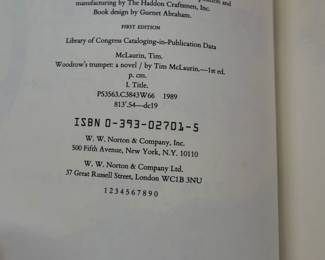 manufacturing by The Haddon Craftsmen, Inc.
Book design by Guenet Abraham.
FIRST EDITION
Library of Congress Cataloging-in-Publication Data
McLaurin, Tim.
Woodrow's trumpet: a novel / by Tim McLaurin.—1st ed.
p. cm.
I. Title.
PS3563.C3843W66 1989
813'.54—dc19
ISBN 0-393-02701-5
W. W. Norton & Company, Inc.
500 Fifth Avenue, New York, N.Y. 10110
W. W. Norton & Company Ltd.
37 Great Russell Street, London WC1B 3NU
1 2 3 4 5 6 7 8 9 0